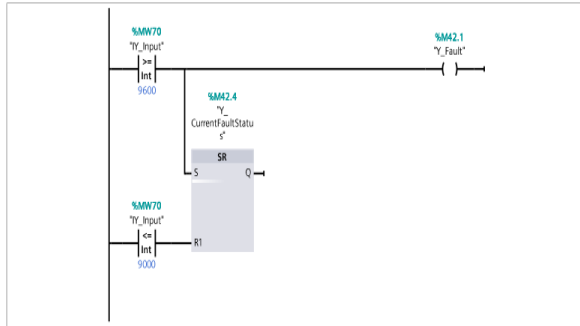 %MW70
"IY_Input"
>=
Int
9600
%M42.1
"Y_Fault"
%M42.4
"Y_
CurrentFaultStatu
s"
SR
S
Q
%MW70
"IY_Input"
<=
Int
9000
R1